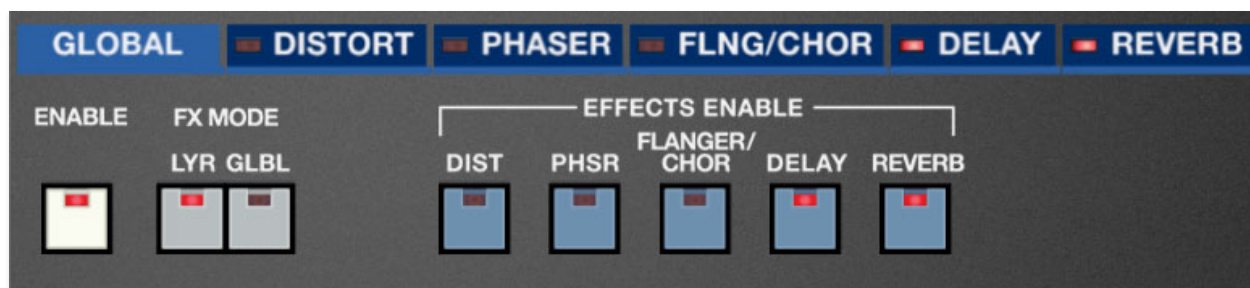 GLOBAL DISTORT PHASER FLNG/CHOR DELAY REVERB
ENABLE FX MODE EFFECTS ENABLE
LYR GLBL DIST PHSR FLANGER/
CHOR DELAY REVERB